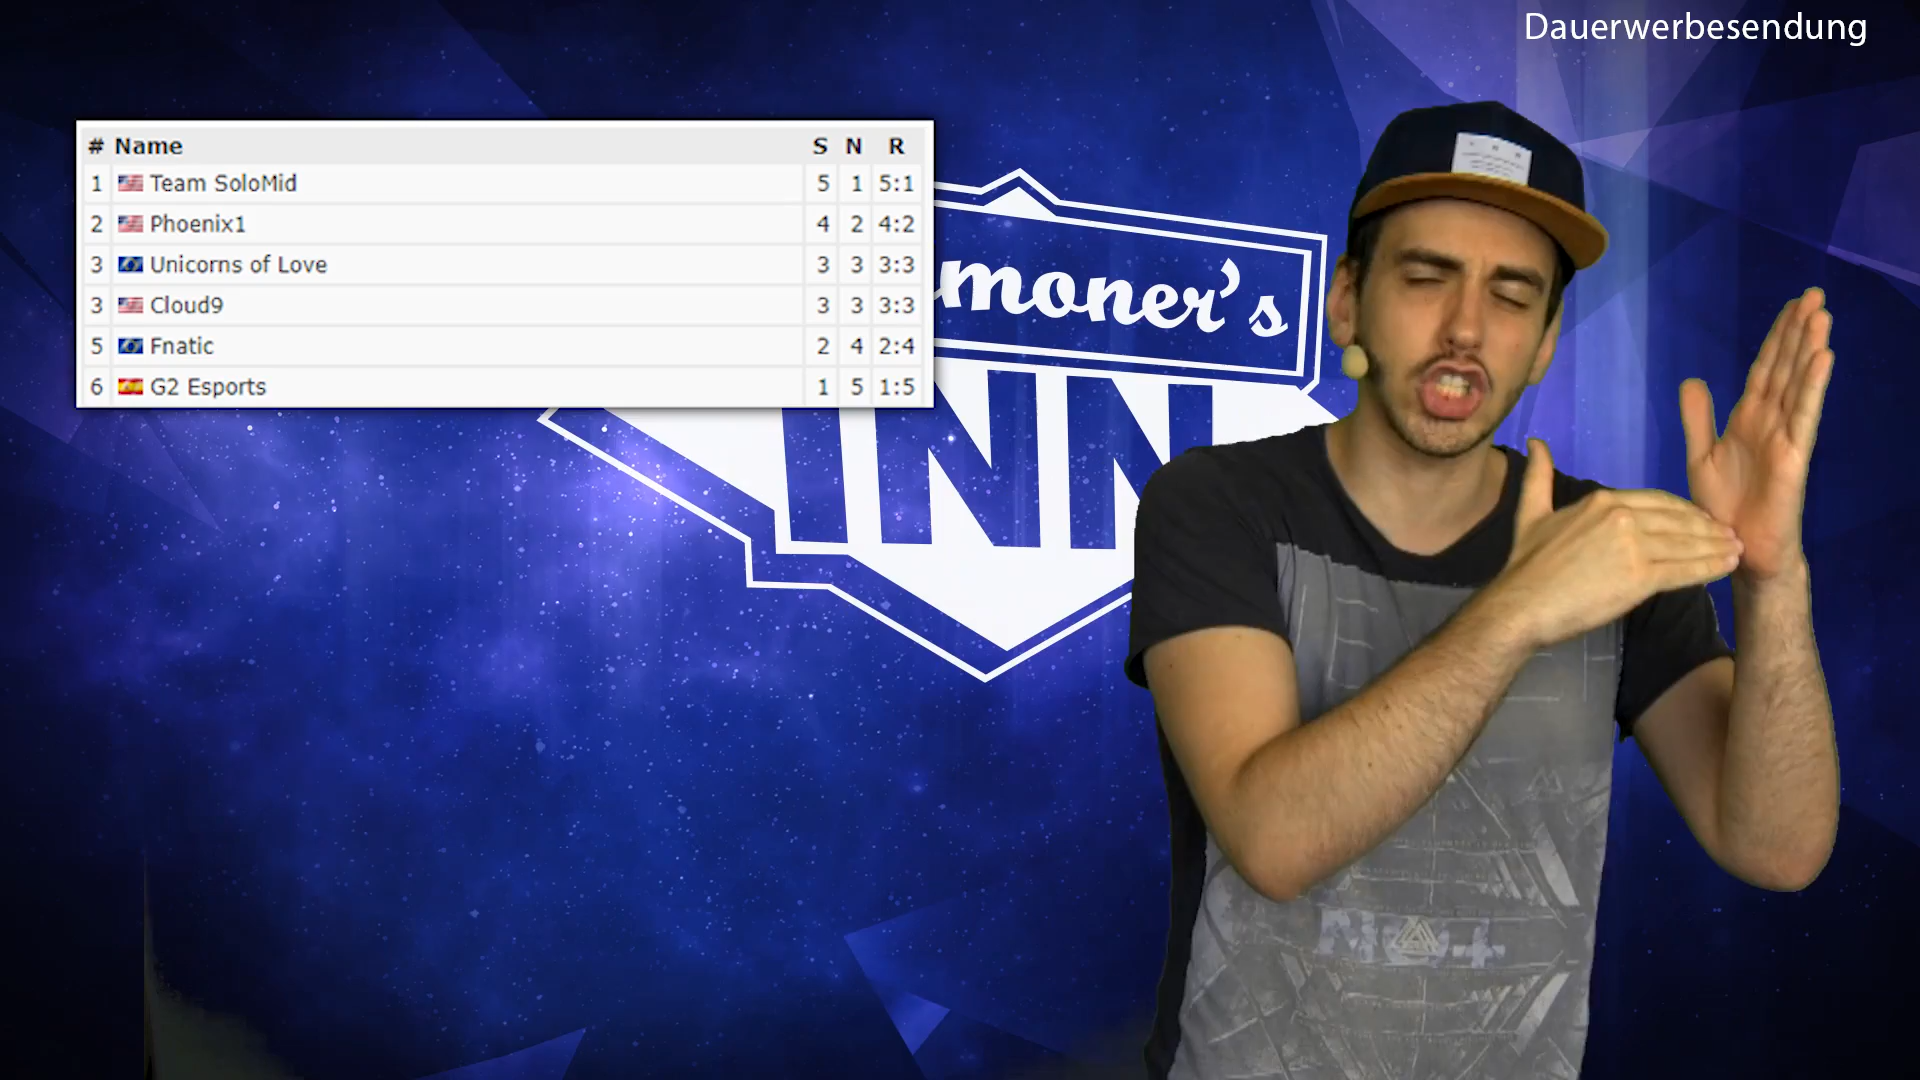 Dauerwerbesendung
# Name S N R
1 Team SoloMid 5 1 5:1
2 Phoenix1 4 2 4:2
3 Unicorns of Love 3 3 3:3
3 Cloud9 3 3 3:3
5 Fnatic 2 4 2:4
6 G2 Esports 1 5 1:5
moner's
INN